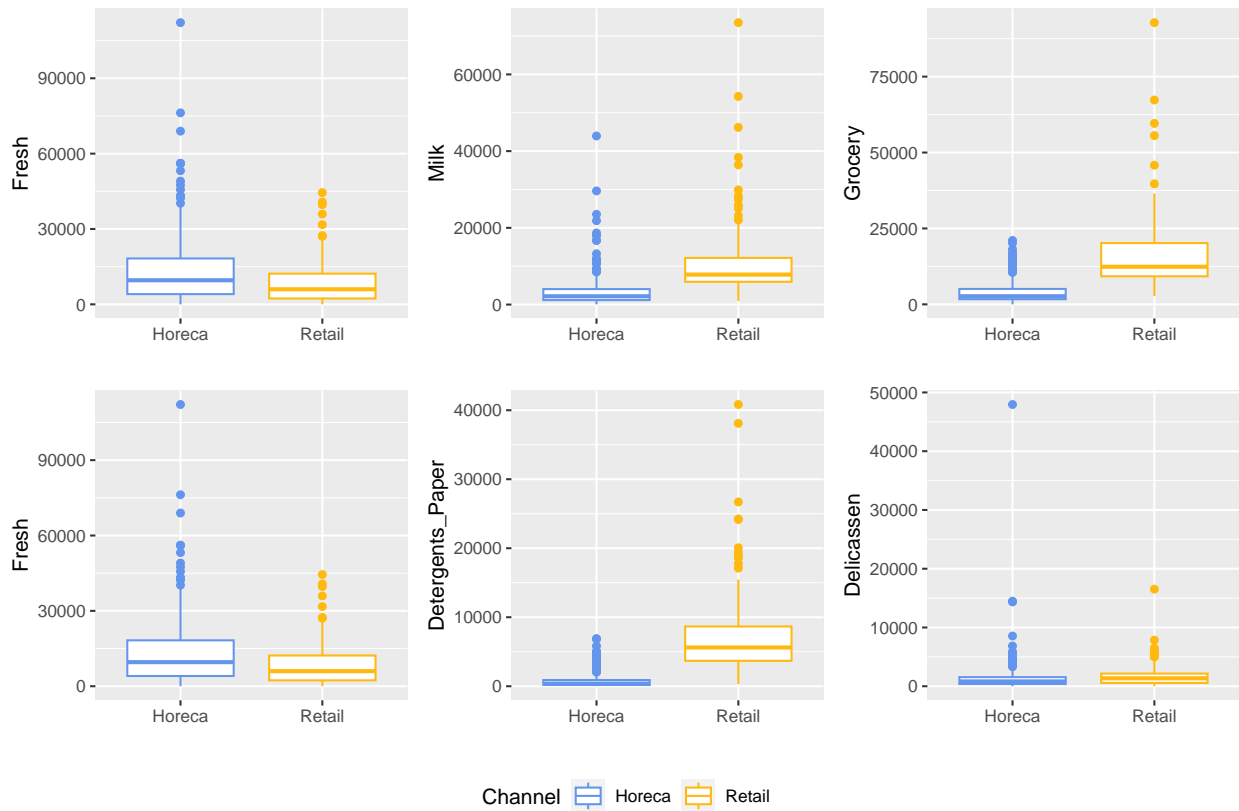 Fresh
90000
60000
30000
0
Horeca Retail
Milk
60000
40000
20000
0
Horeca Retail
Grocery
75000
50000
25000
0
Horeca Retail
Fresh
90000
60000
30000
0
Horeca Retail
Detergents_Paper
40000
30000
20000
10000
0
Horeca Retail
Delicassen
50000
40000
30000
20000
10000
0
Horeca Retail
Channel Horeca Retail